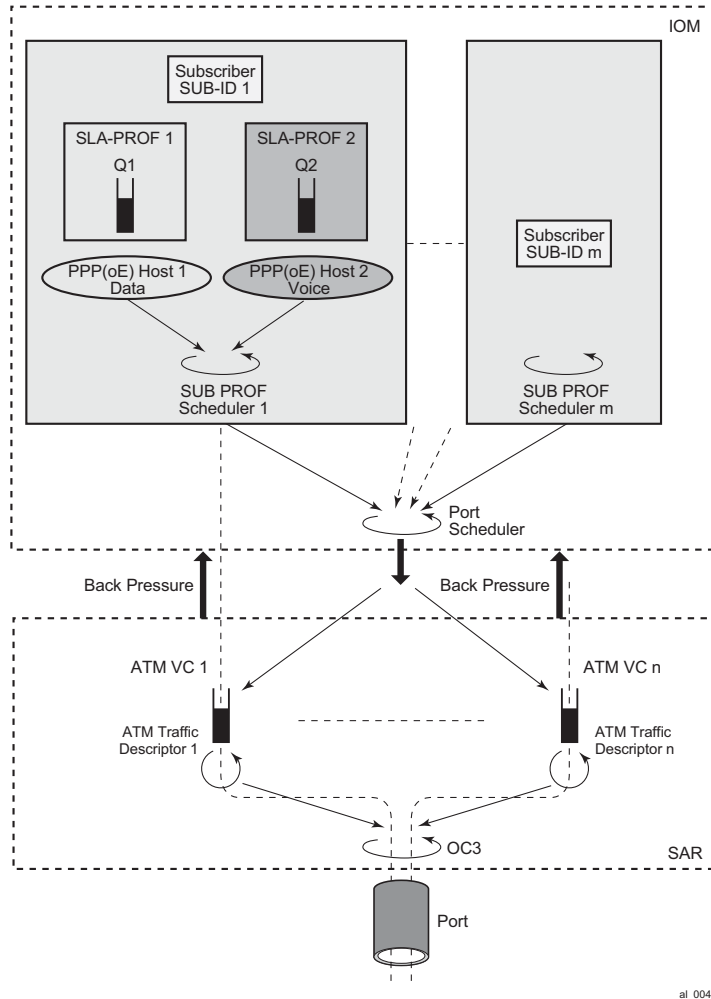 IOM
Subscriber
SUB-ID 1
SLA-PROF 1
SLA-PROF 2
Q1
Q2
Subscriber
SUB-ID m
PPP(oE) Host 1
Data
PPP(oE) Host 2
Voice
SUB PROF
Scheduler 1
SUB PROF
Scheduler m
Port
Scheduler
Back Pressure
Back Pressure
ATM VC 1
ATM VC n
ATM Traffic
Descriptor 1
ATM Traffic
Descriptor n
OC3
SAR
Port
al_004